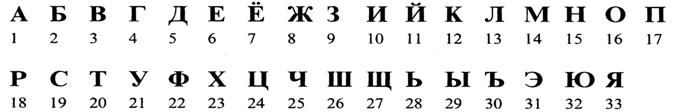 А Б В Г Д Е Ё Ж З И Й К Л М Н О П
1 2 3 4 5 6 7 8 9 10 11 12 13 14 15 16 17
Р С Т У Ф Х Ц Ч Ш Щ Ь Ы Ъ Э Ю Я
18 19 20 21 22 23 24 25 26 27 28 29 30 31 32 33